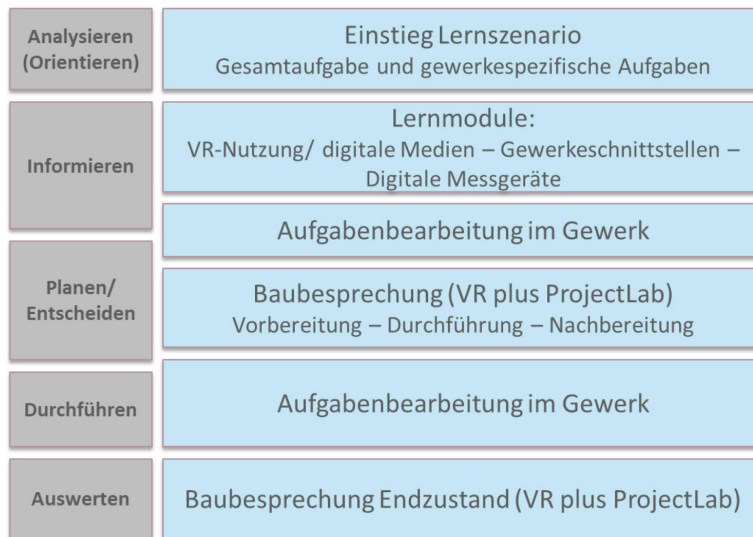 Analysieren
(Orientieren)
Einstieg Lernszenario
Gesamtaufgabe und gewerkespezifische Aufgaben
Informieren
Lernmodule:
VR-Nutzung/ digitale Medien – Gewerkeschnittstellen –
Digitale Messgeräte
Aufgabenbearbeitung im Gewerk
Planen/
Entscheiden
Baubesprechung (VR plus ProjectLab)
Vorbereitung – Durchführung – Nachbereitung
Durchführen
Aufgabenbearbeitung im Gewerk
Auswerten
Baubesprechung Endzustand (VR plus ProjectLab)